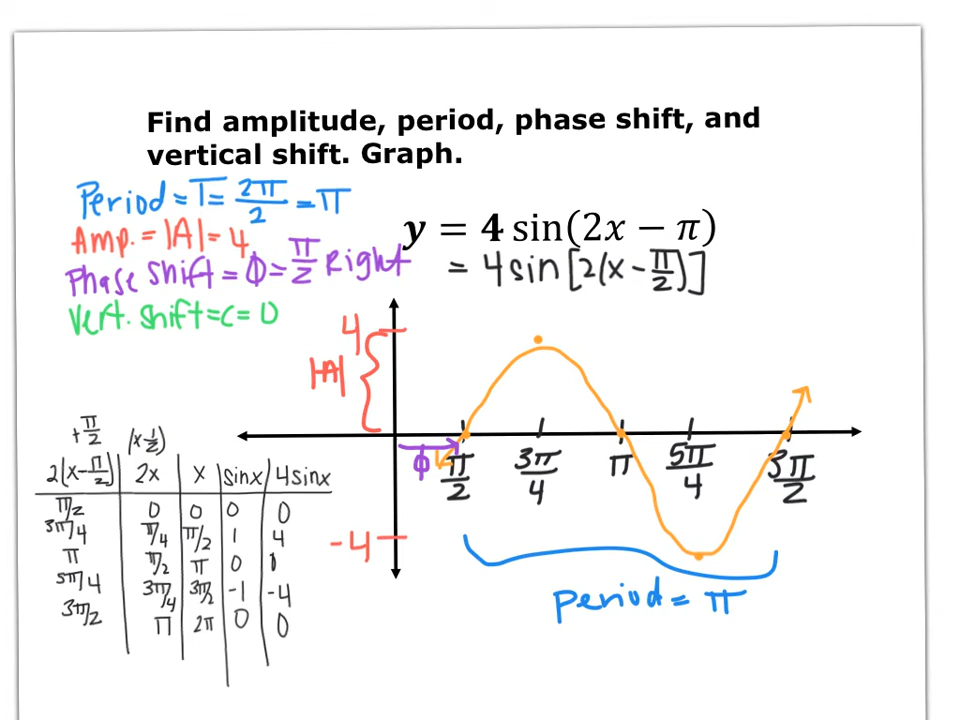 Find amplitude, period, phase shift, and
vertical shift. Graph.
Period = T = 2π/2 = π
Amp. = |A| = 4
Phase shift = φ = π/2 Right
Vert. shift = c = 0
y = 4 sin(2x − π)
= 4 sin [2(x - π/2)]
4
|A|
φ
π/2 3π/4 π 5π/4 3π/2
-4
period = π
+π/2 (x ½)
2(x-π/2) 2x x sinx 4sinx
π/2 0 0 0 0
3π/4 π/4 π/2 1 4
π π/2 π 0 0
5π/4 3π/4 3π/2 -1 -4
3π/2 π 2π 0 0